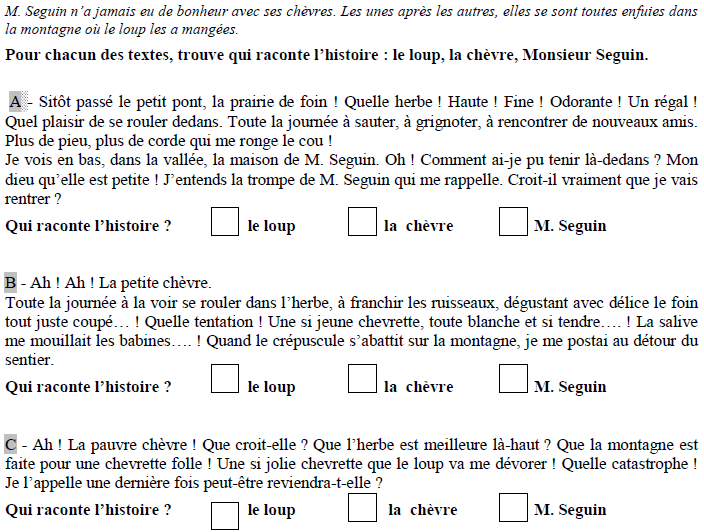 M. Seguin n'a jamais eu de bonheur avec ses chèvres. Les unes après les autres, elles se sont toutes enfuies dans
la montagne où le loup les a mangées.
Pour chacun des textes, trouve qui raconte l'histoire : le loup, la chèvre, Monsieur Seguin.
A - Sitôt passé le petit pont, la prairie de foin ! Quelle herbe ! Haute ! Fine ! Odorante ! Un régal !
Quel plaisir de se rouler dedans. Toute la journée à sauter, à grignoter, à rencontrer de nouveaux amis.
Plus de pieu, plus de corde qui me ronge le cou !
Je vois en bas, dans la vallée, la maison de M. Seguin. Oh ! Comment ai-je pu tenir là-dedans ? Mon
dieu qu'elle est petite ! J'entends la trompe de M. Seguin qui me rappelle. Croit-il vraiment que je vais
rentrer ?
Qui raconte l'histoire ? le loup la chèvre M. Seguin
B - Ah ! Ah ! La petite chèvre.
Toute la journée à la voir se rouler dans l'herbe, à franchir les ruisseaux, dégustant avec délice le foin
tout juste coupé… ! Quelle tentation ! Une si jeune chevrette, toute blanche et si tendre…. ! La salive
me mouillait les babines…. ! Quand le crépuscule s'abattit sur la montagne, je me postai au détour du
sentier.
Qui raconte l'histoire ? le loup la chèvre M. Seguin
C - Ah ! La pauvre chèvre ! Que croit-elle ? Que l'herbe est meilleure là-haut ? Que la montagne est
faite pour une chevrette folle ! Une si jolie chevrette que le loup va me dévorer ! Quelle catastrophe !
Je l'appelle une dernière fois peut-être reviendra-t-elle ?
Qui raconte l'histoire ? le loup la chèvre M. Seguin